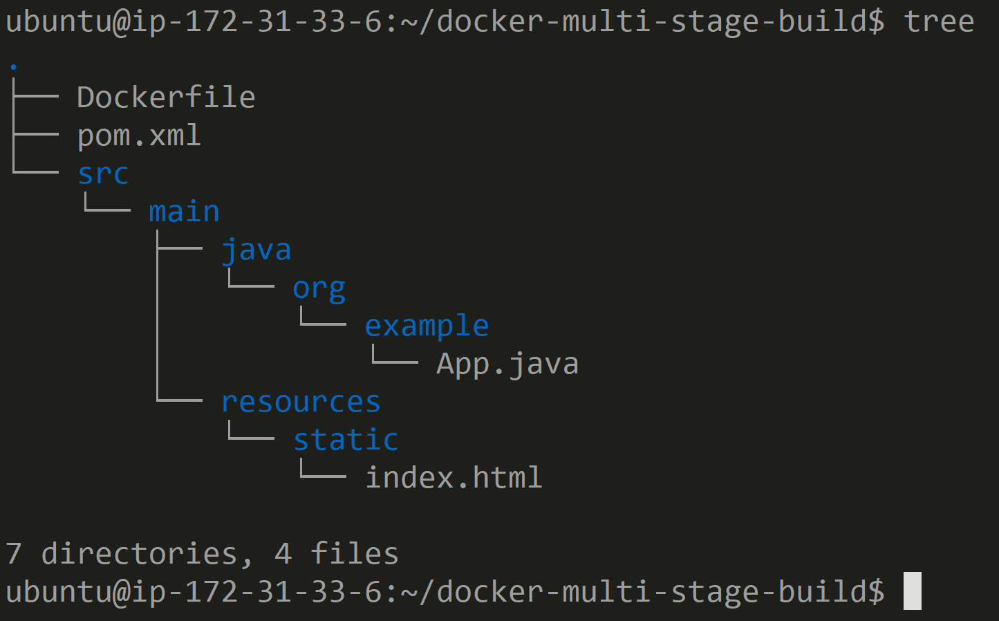 ubuntu@ip-172-31-33-6:~/docker-multi-stage-build$ tree
.
├── Dockerfile
├── pom.xml
└── src
    └── main
        ├── java
        │   └── org
        │       └── example
        │           └── App.java
        └── resources
            └── static
                └── index.html
7 directories, 4 files
ubuntu@ip-172-31-33-6:~/docker-multi-stage-build$